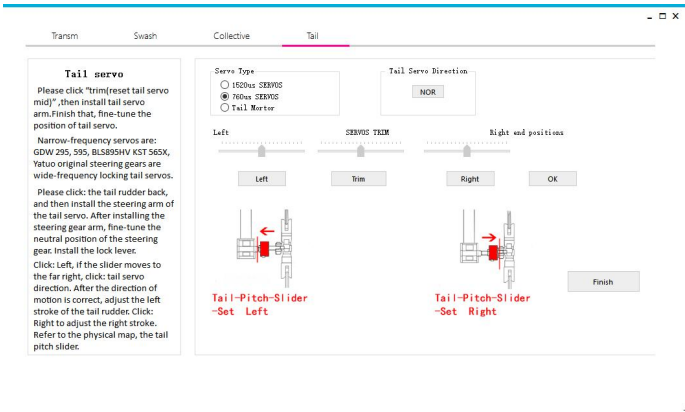 Transm Swash Collective Tail
Tail servo
Please click "trim(reset tail servo
mid)" ,then install tail servo
arm.Finish that, fine-tune the
position of tail servo.
Narrow-frequency servos are:
GDW 295, 595, BLS895HV KST 565X,
Yatuo original steering gears are
wide-frequency locking tail servos.
Please click: the tail rudder back,
and then install the steering arm of
the tail servo. After installing the
steering gear arm, fine-tune the
neutral position of the steering
gear. Install the lock lever.
Click: Left, if the slider moves to
the far right, click: tail servo
direction. After the direction of
motion is correct, adjust the left
stroke of the tail rudder. Click:
Right to adjust the right stroke.
Refer to the physical map, the tail
pitch slider.
Servo Type
1520us SERVOS
760us SERVOS
Tail Mortor
Tail Servo Direction
NOR
Left SERVOS TRIM Right end positions
Left Trim Right OK
Tail-Pitch-Slider
-Set Left
Tail-Pitch-Slider
-Set Right
Finish